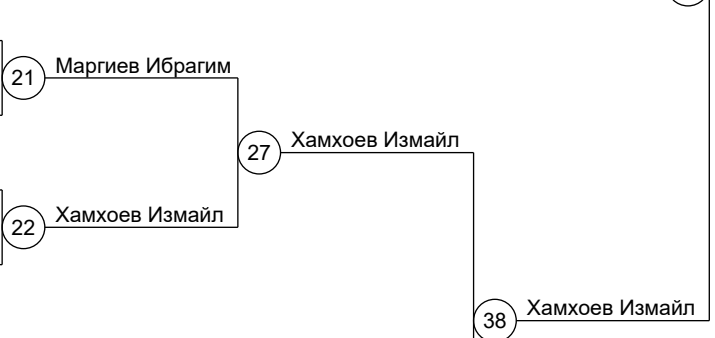 21 Маргиев Ибрагим
27 Хамхоев Измайл
22 Хамхоев Измайл
38 Хамхоев Измайл